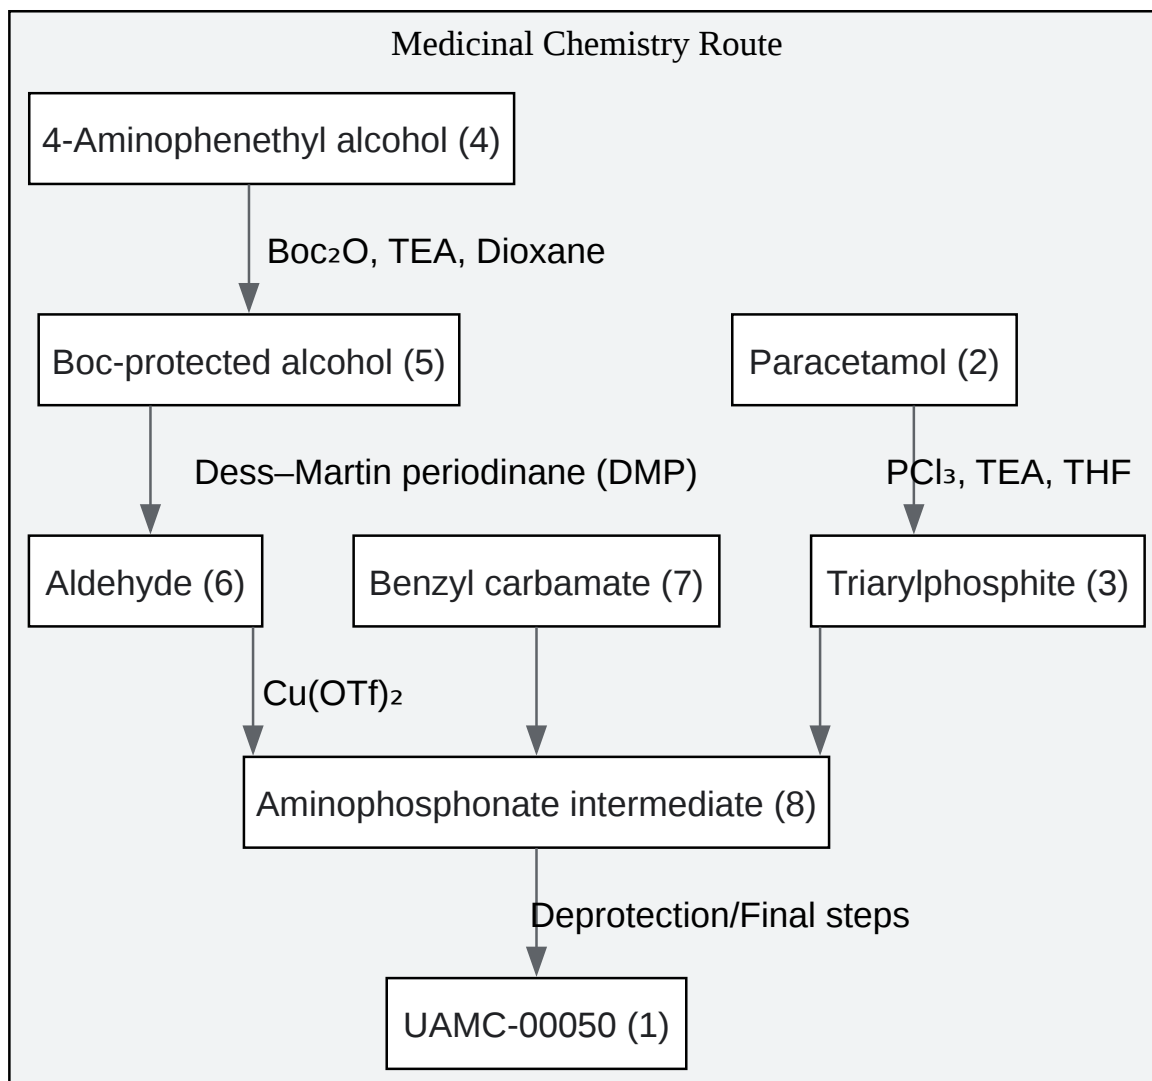 Medicinal Chemistry Route
4-Aminophenethyl alcohol (4)
Boc₂O, TEA, Dioxane
Boc-protected alcohol (5)
Paracetamol (2)
Dess–Martin periodinane (DMP)
PCl₃, TEA, THF
Aldehyde (6)
Benzyl carbamate (7)
Triarylphosphite (3)
Cu(OTf)₂
Aminophosphonate intermediate (8)
Deprotection/Final steps
UAMC-00050 (1)